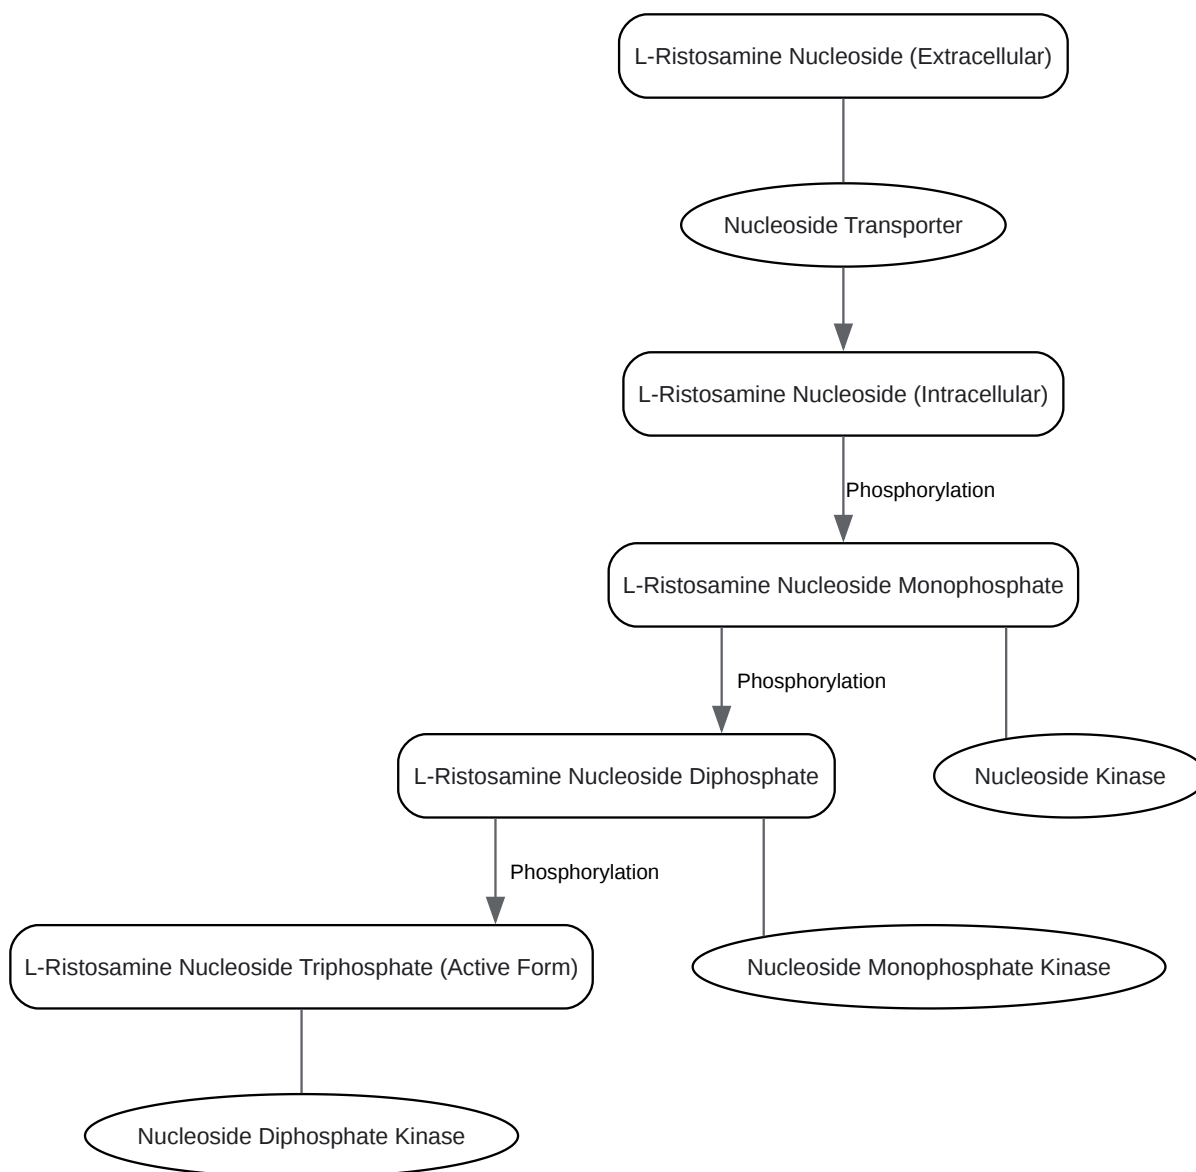 L-Ristosamine Nucleoside (Extracellular)
Nucleoside Transporter
L-Ristosamine Nucleoside (Intracellular)
Phosphorylation
L-Ristosamine Nucleoside Monophosphate
Phosphorylation
L-Ristosamine Nucleoside Diphosphate
Nucleoside Kinase
Phosphorylation
L-Ristosamine Nucleoside Triphosphate (Active Form)
Nucleoside Monophosphate Kinase
Nucleoside Diphosphate Kinase